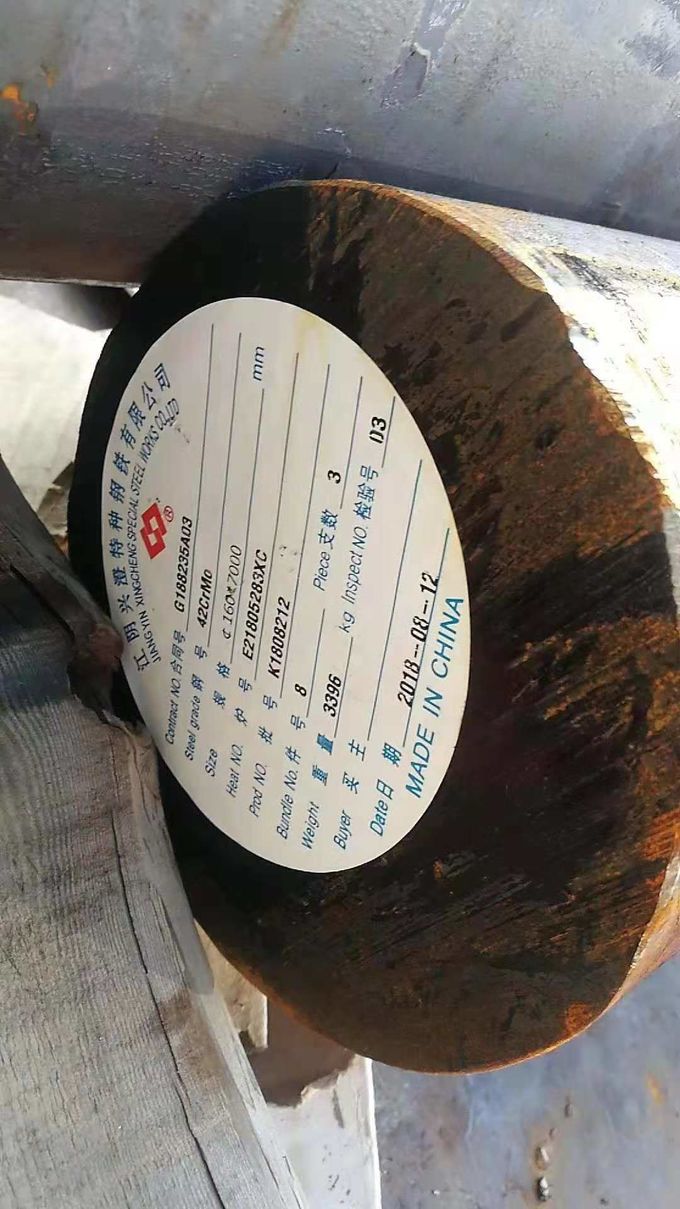 江阴兴澄特种钢铁有限公司
JIANGYIN XINGCHENG SPECIAL STEEL WORKS CO.,LTD
®
Contract NO.合同号 G188235A03
Steel grade 钢号 42CrMo
Size 规格 ¢160*7000 mm
Heat NO. 炉号 E21805283XC
Prod NO. 批号 K1808212
Bundle No.件号 8
Weight 重量 3396 kg Piece 支数 3
Buyer 买主 Inspect NO. 检验号 03
Date日期 2018-08-12
MADE IN CHINA